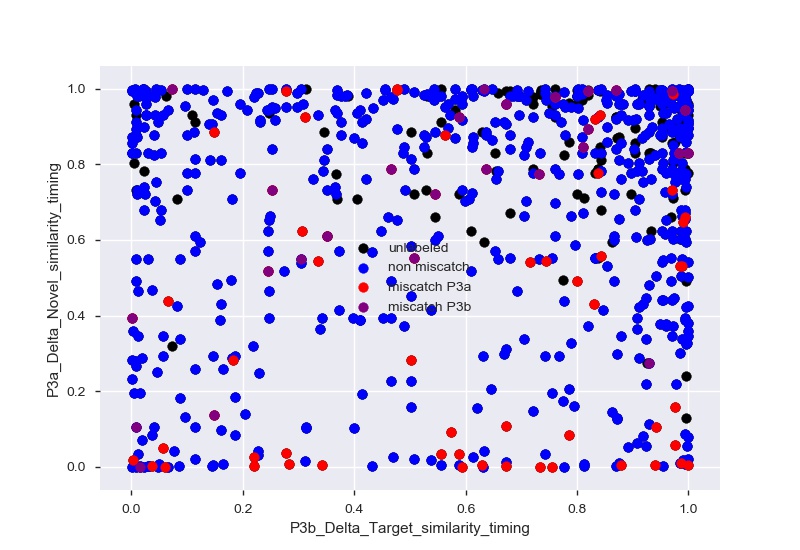 1.0
0.8
0.6
0.4
0.2
0.0
P3a_Delta_Novel_similarity_timing
unlabeled
non miscatch
miscatch P3a
miscatch P3b
0.0 0.2 0.4 0.6 0.8 1.0
P3b_Delta_Target_similarity_timing